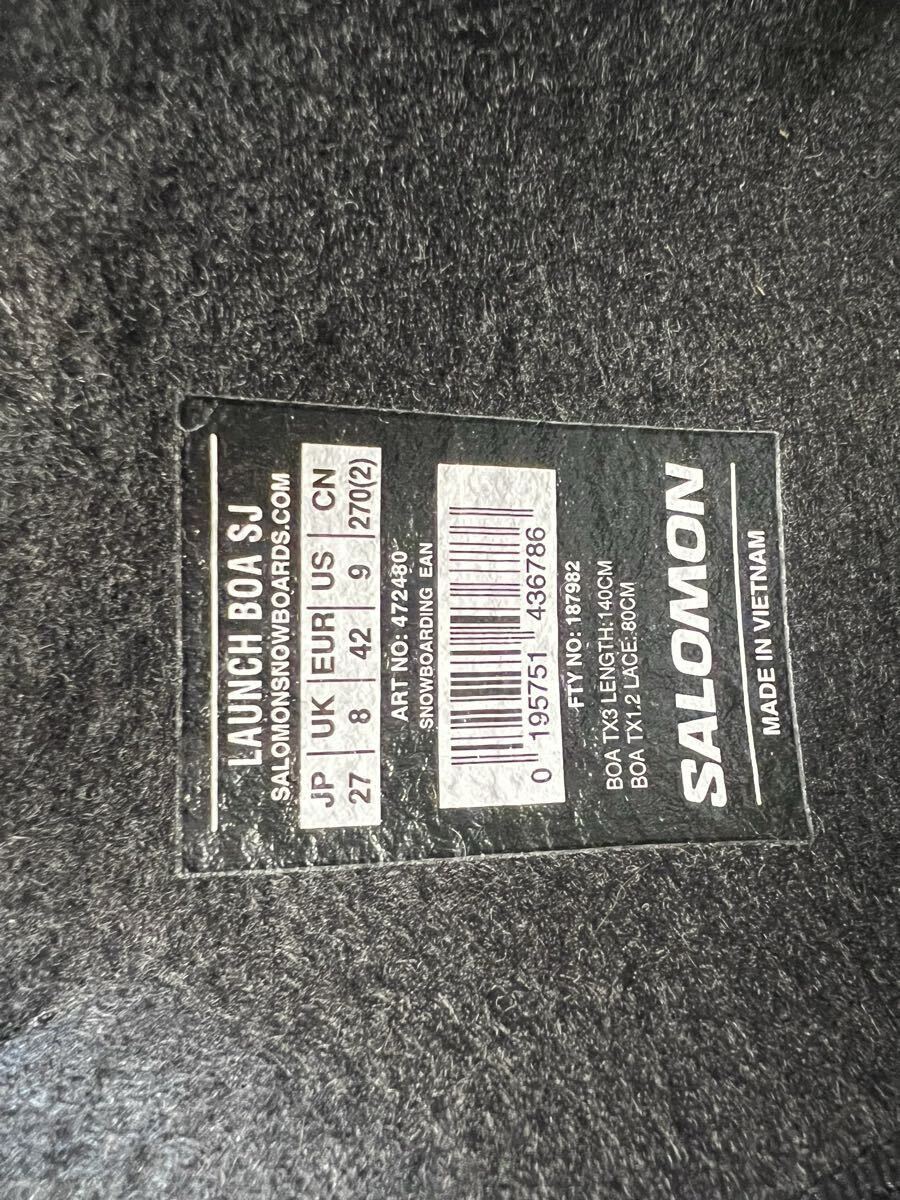 LAUNCH BOA SJ
SALOMONSNOWBOARDS.COM
JP | UK | EUR | US | CN
27 | 8 | 42 | 9 | 270(2)
ART NO: 472480
SNOWBOARDING EAN
0 195751 436786
FTY NO: 187982
BOA TX3 LENGTH:140CM
BOA TX1.2 LACE:80CM
SALOMON
MADE IN VIETNAM